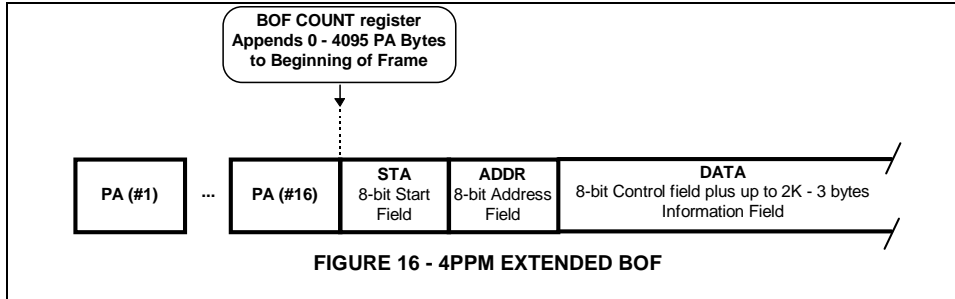 BOF COUNT register
Appends 0 - 4095 PA Bytes
to Beginning of Frame
PA (#1)
...
PA (#16)
STA
8-bit Start
Field
ADDR
8-bit Address
Field
DATA
8-bit Control field plus up to 2K - 3 bytes
Information Field
FIGURE 16 - 4PPM EXTENDED BOF